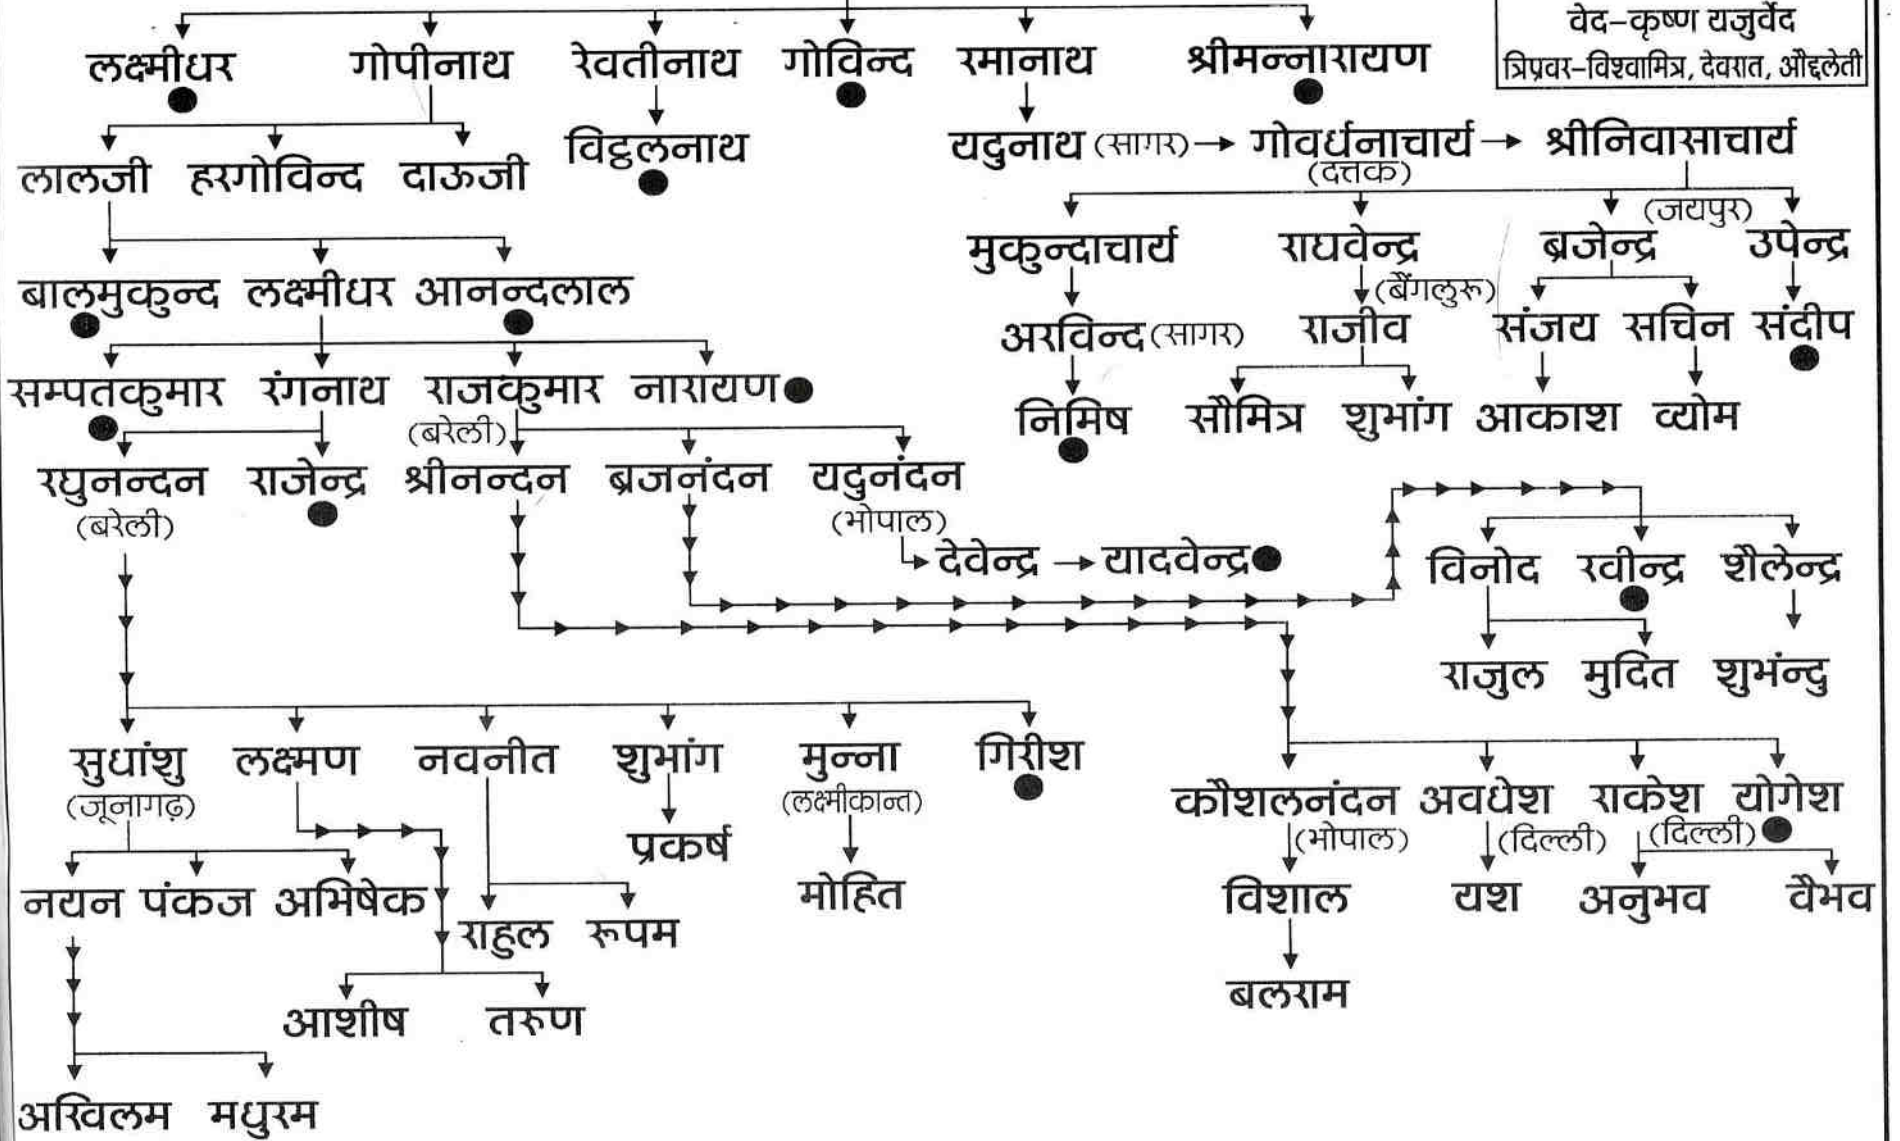 वेद-कृष्ण यजुर्वेद
त्रिप्रवर-विश्वामित्र, देवरात, औद्दलेती
लक्ष्मीधर गोपीनाथ रेवतीनाथ गोविन्द रमानाथ श्रीमन्नारायण
लालजी हरगोविन्द दाऊजी
विट्ठलनाथ
यदुनाथ (सागर) गोवर्धनाचार्य श्रीनिवासाचार्य
(दत्तक)
(जयपुर)
मुकुन्दाचार्य राघवेन्द्र ब्रजेन्द्र उपेन्द्र
(बैंगलुरू)
बालमुकुन्द लक्ष्मीधर आनन्दलाल
अरविन्द (सागर) राजीव संजय सचिन संदीप
सम्पतकुमार रंगनाथ राजकुमार नारायण
(बरेली)
निमिष सौमित्र शुभांग आकाश व्योम
रघुनन्दन राजेन्द्र श्रीनन्दन ब्रजनंदन यदुनंदन
(बरेली) (भोपाल)
देवेन्द्र यादवेन्द्र
विनोद रवीन्द्र शैलेन्द्र
राजुल मुदित शुभंन्दु
सुधांशु लक्ष्मण नवनीत शुभांग मुन्ना गिरीश
(जूनागढ़) (लक्ष्मीकान्त)
कौशलनंदन अवधेश राकेश योगेश
(भोपाल) (दिल्ली) (दिल्ली)
प्रकर्ष
मोहित
नयन पंकज अभिषेक
विशाल यश अनुभव वैभव
राहुल रूपम
बलराम
आशीष तरुण
अखिलम मधुरम